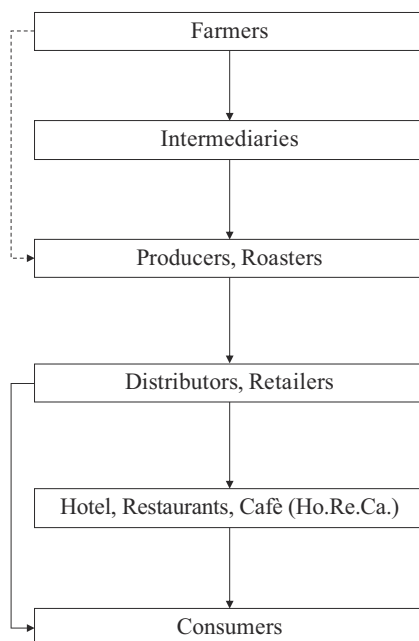 Farmers
Intermediaries
Producers, Roasters
Distributors, Retailers
Hotel, Restaurants, Cafè (Ho.Re.Ca.)
Consumers